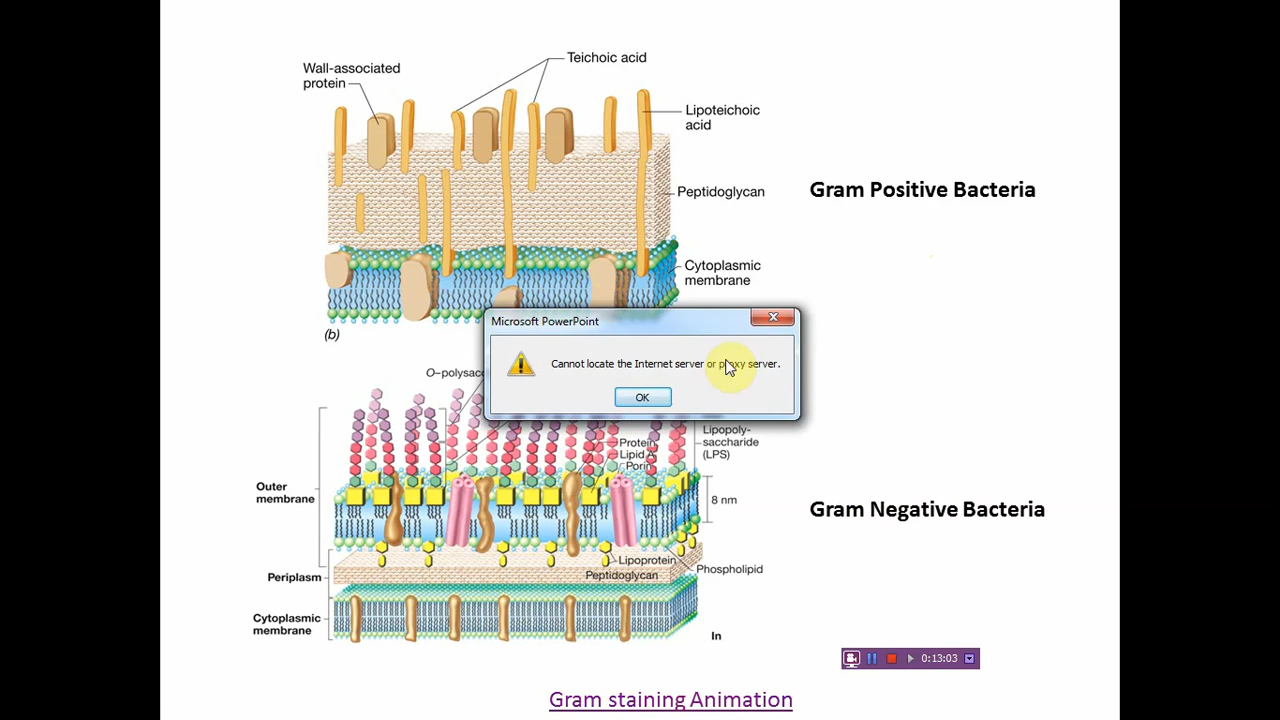 Teichoic acid
Wall-associated
protein
Lipoteichoic
acid
Peptidoglycan
Gram Positive Bacteria
Cytoplasmic
membrane
(b)
Microsoft PowerPoint
Cannot locate the Internet server or proxy server.
OK
O-polysacc
Lipopoly-
saccharide
(LPS)
Protein
Lipid A
Porin
Outer
membrane
8 nm
Gram Negative Bacteria
Lipoprotein
Phospholipid
Periplasm
Peptidoglycan
Cytoplasmic
membrane
In
0:13:03
Gram staining Animation